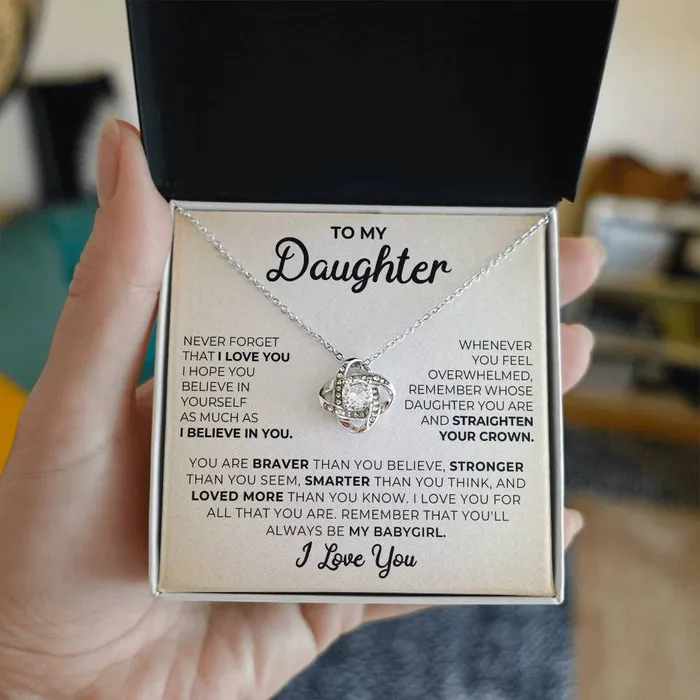 TO MY
Daughter
NEVER FORGET
THAT I LOVE YOU
I HOPE YOU
BELIEVE IN
YOURSELF
AS MUCH AS
I BELIEVE IN YOU.
WHENEVER
YOU FEEL
OVERWHELMED,
REMEMBER WHOSE
DAUGHTER YOU ARE
AND STRAIGHTEN
YOUR CROWN.
YOU ARE BRAVER THAN YOU BELIEVE, STRONGER
THAN YOU SEEM, SMARTER THAN YOU THINK, AND
LOVED MORE THAN YOU KNOW. I LOVE YOU FOR
ALL THAT YOU ARE. REMEMBER THAT YOU'LL
ALWAYS BE MY BABYGIRL.
I Love You